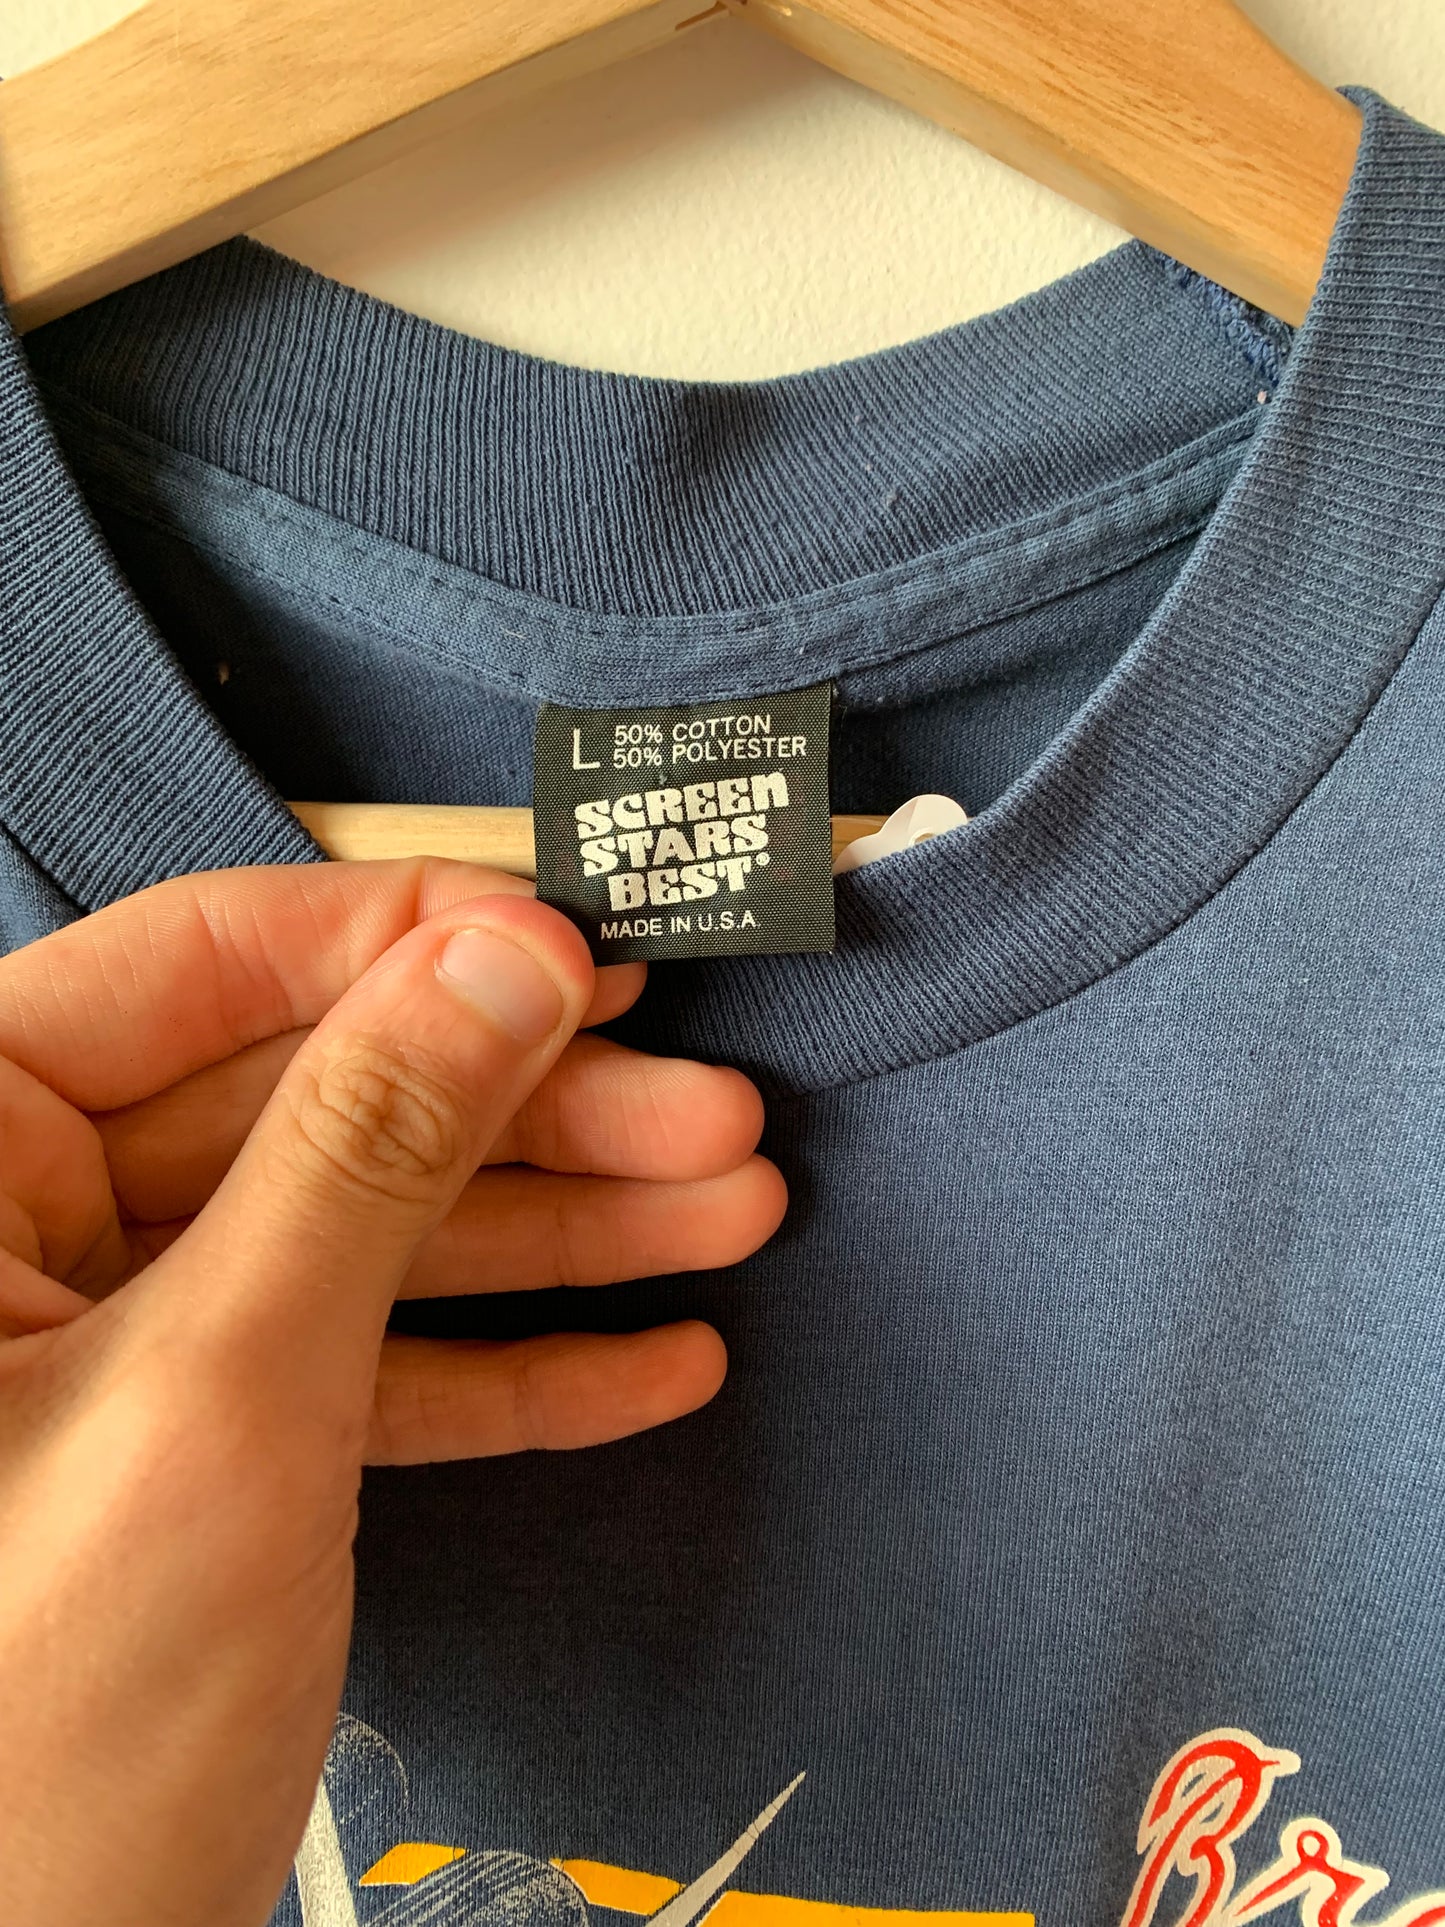 L 50% COTTON
50% POLYESTER
SCREEN
STARS
BEST®
MADE IN U.S.A.